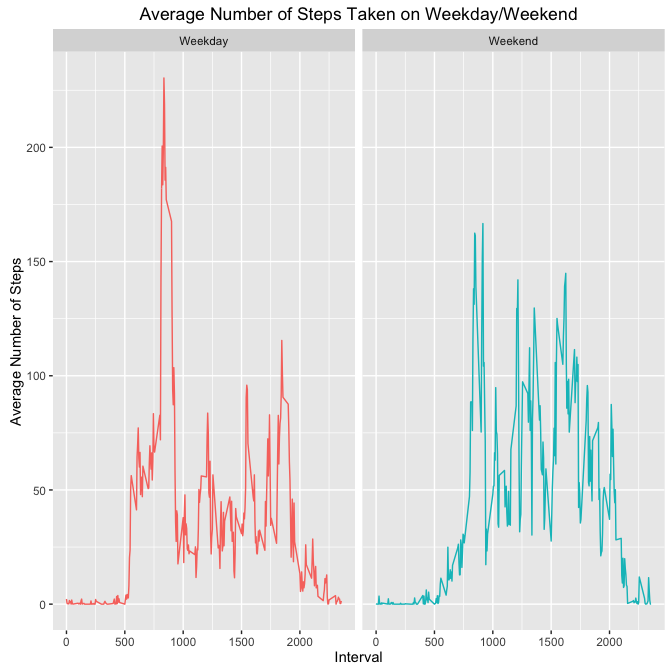 Average Number of Steps Taken on Weekday/Weekend
Weekday Weekend
Average Number of Steps
200
150
100
50
0
0 500 1000 1500 2000 0 500 1000 1500 2000
Interval